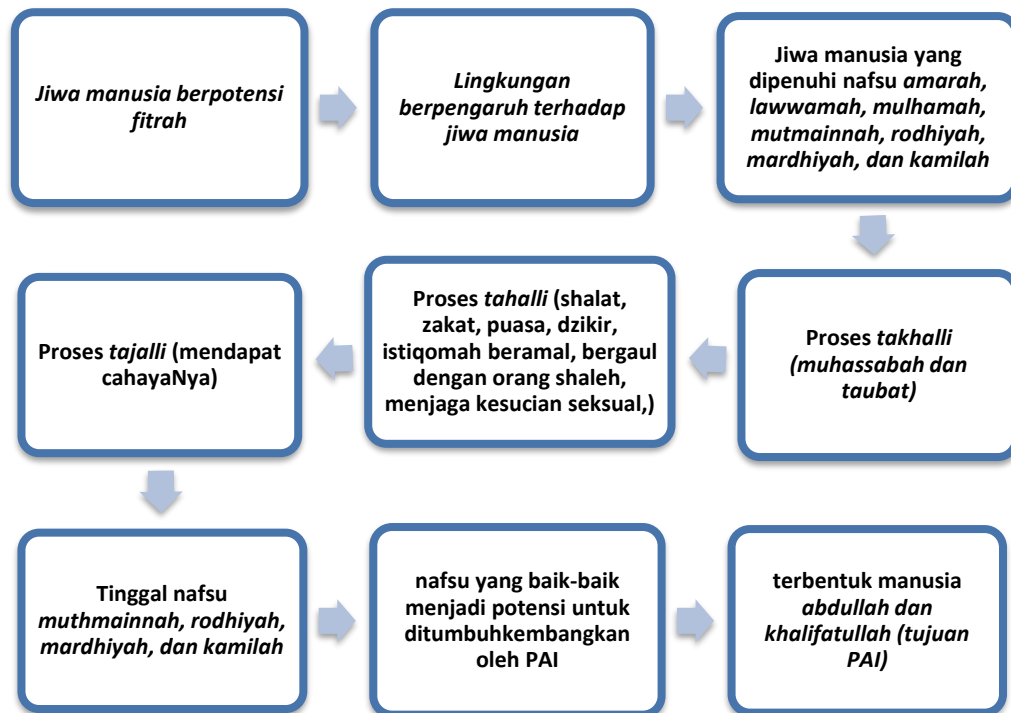 Jiwa manusia berpotensi
fitrah
Lingkungan
berpengaruh terhadap
jiwa manusia
Jiwa manusia yang
dipenuhi nafsu amarah,
lawwamah, mulhamah,
mutmainnah, rodhiyah,
mardhiyah, dan kamilah
Proses takhalli
(muhassabah dan
taubat)
Proses tahalli (shalat,
zakat, puasa, dzikir,
istiqomah beramal, bergaul
dengan orang shaleh,
menjaga kesucian seksual,)
Proses tajalli (mendapat
cahayaNya)
Tinggal nafsu
muthmainnah, rodhiyah,
mardhiyah, dan kamilah
nafsu yang baik-baik
menjadi potensi untuk
ditumbuhkembangkan
oleh PAI
terbentuk manusia
abdullah dan
khalifatullah (tujuan
PAI)